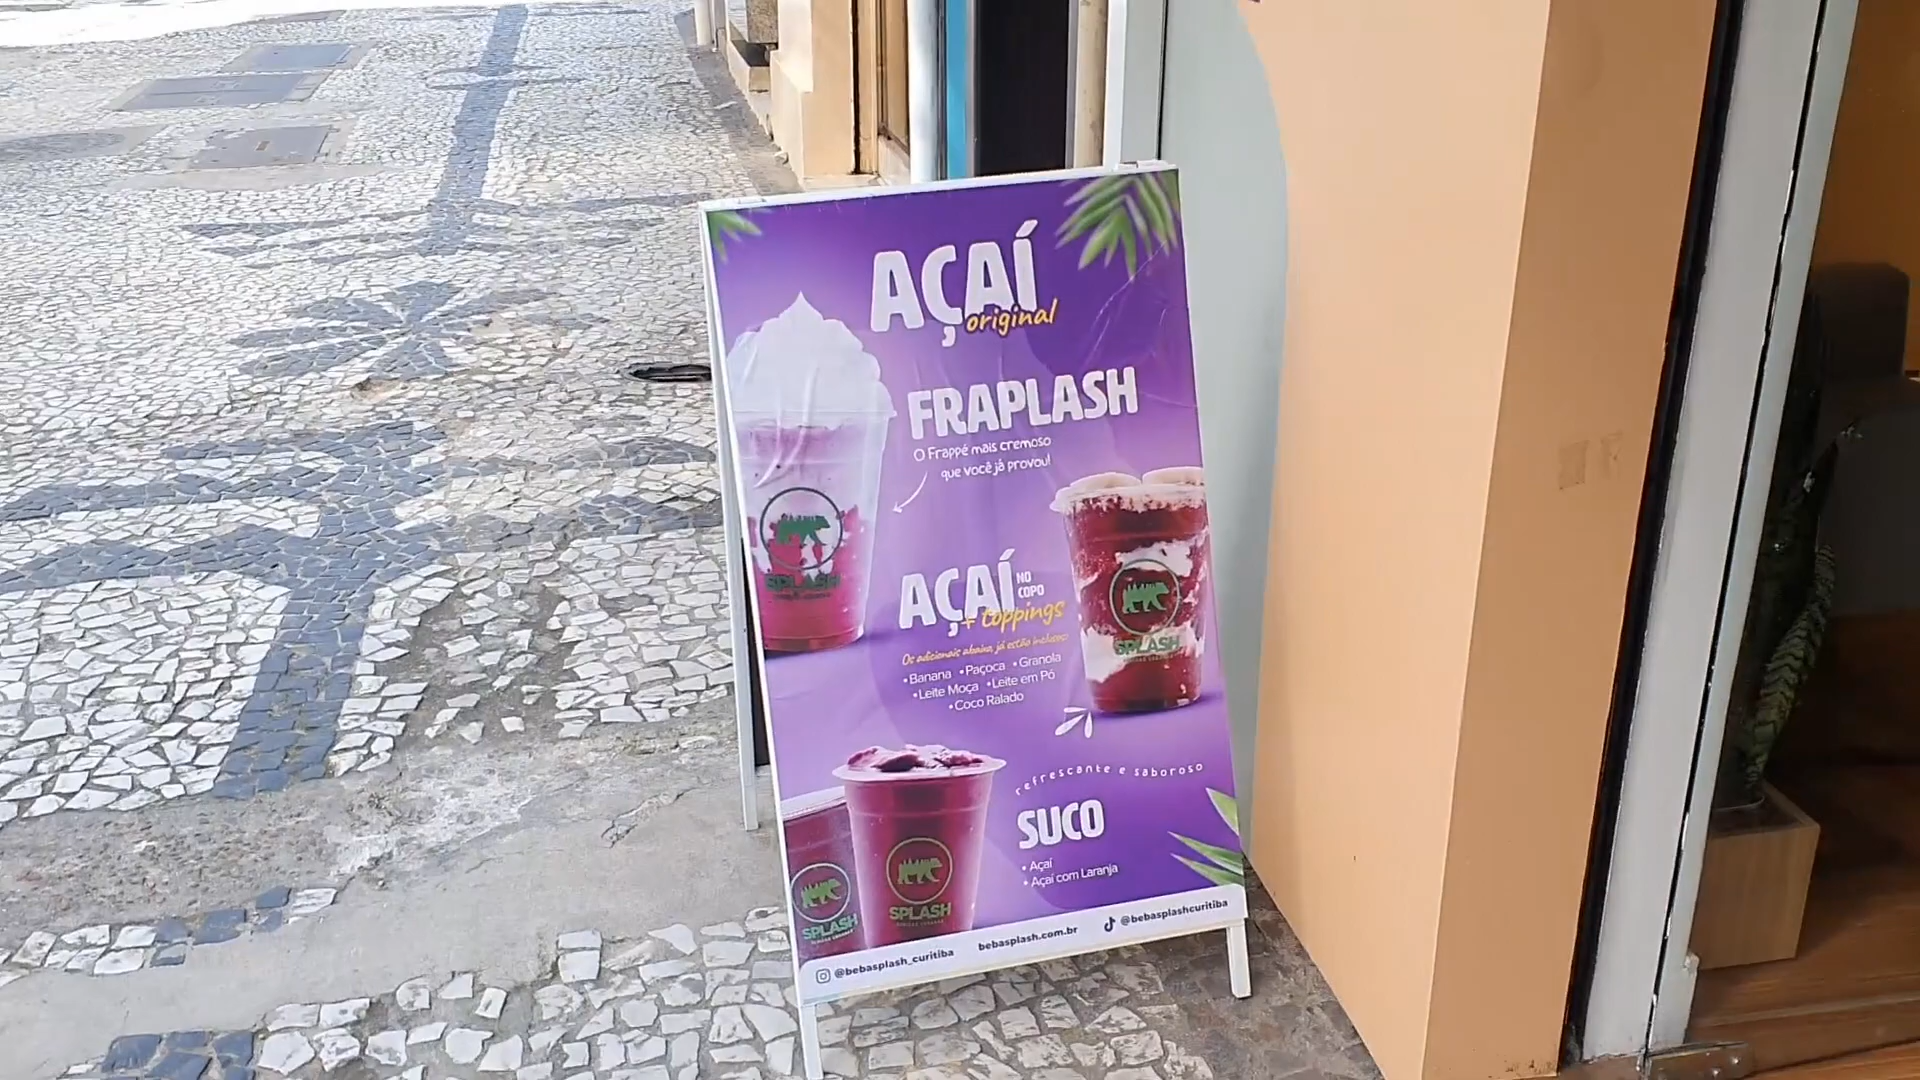 AÇAÍ
original
FRAPLASH
O Frappé mais cremoso
que você já provou!
SPLASH
AÇAÍ NO COPO
+ toppings
Os adicionais abaixo, já estão inclusos:
• Banana • Paçoca • Granola
• Leite Moça • Leite em Pó
• Coco Ralado
SPLASH
refrescante e saboroso
SUCO
• Açaí
• Açaí com Laranja
SPLASH
SPLASH
@bebasplash_curitiba bebasplash.com.br @bebasplashcuritiba